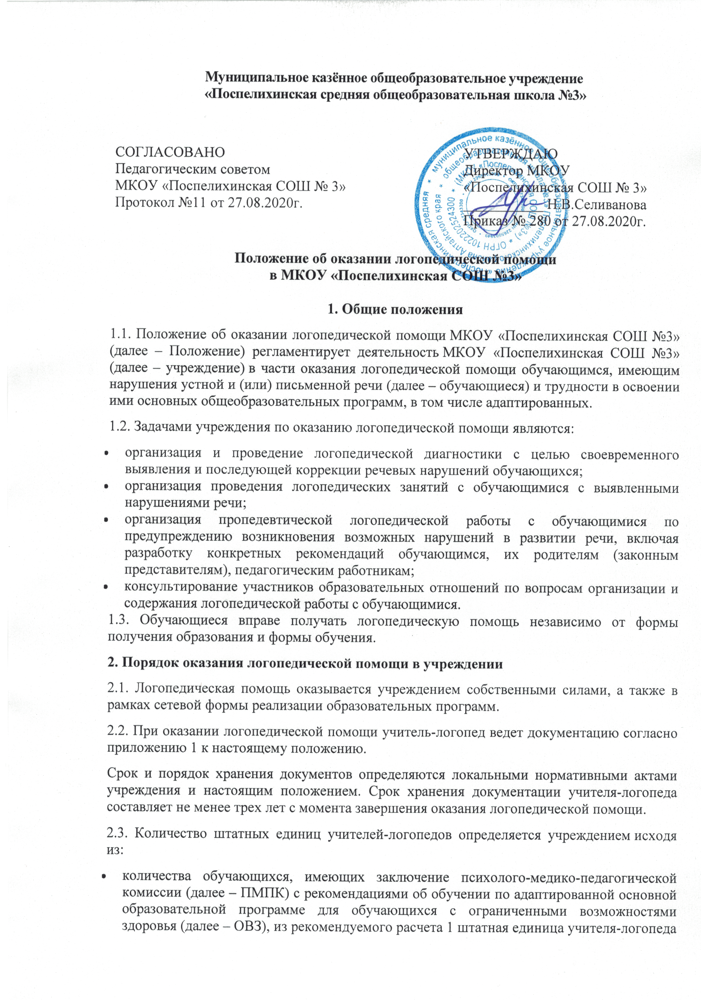 Муниципальное казённое общеобразовательное учреждение
«Поспелихинская средняя общеобразовательная школа №3»
СОГЛАСОВАНО
Педагогическим советом
МКОУ «Поспелихинская СОШ № 3»
Протокол №11 от 27.08.2020г.
УТВЕРЖДАЮ
Директор МКОУ
«Поспелихинская СОШ № 3»
Н.В.Селиванова
Приказ № 280 от 27.08.2020г.
Положение об оказании логопедической помощи
в МКОУ «Поспелихинская СОШ №3»
1. Общие положения
1.1. Положение об оказании логопедической помощи МКОУ «Поспелихинская СОШ №3»
(далее – Положение) регламентирует деятельность МКОУ «Поспелихинская СОШ №3»
(далее – учреждение) в части оказания логопедической помощи обучающимся, имеющим
нарушения устной и (или) письменной речи (далее – обучающиеся) и трудности в освоении
ими основных общеобразовательных программ, в том числе адаптированных.
1.2. Задачами учреждения по оказанию логопедической помощи являются:
• организация и проведение логопедической диагностики с целью своевременного
выявления и последующей коррекции речевых нарушений обучающихся;
• организация проведения логопедических занятий с обучающимися с выявленными
нарушениями речи;
• организация пропедевтической логопедической работы с обучающимися по
предупреждению возникновения возможных нарушений в развитии речи, включая
разработку конкретных рекомендаций обучающимся, их родителям (законным
представителям), педагогическим работникам;
• консультирование участников образовательных отношений по вопросам организации и
содержания логопедической работы с обучающимися.
1.3. Обучающиеся вправе получать логопедическую помощь независимо от формы
получения образования и формы обучения.
2. Порядок оказания логопедической помощи в учреждении
2.1. Логопедическая помощь оказывается учреждением собственными силами, а также в
рамках сетевой формы реализации образовательных программ.
2.2. При оказании логопедической помощи учитель-логопед ведет документацию согласно
приложению 1 к настоящему положению.
Срок и порядок хранения документов определяются локальными нормативными актами
учреждения и настоящим положением. Срок хранения документации учителя-логопеда
составляет не менее трех лет с момента завершения оказания логопедической помощи.
2.3. Количество штатных единиц учителей-логопедов определяется учреждением исходя
из:
• количества обучающихся, имеющих заключение психолого-медико-педагогической
комиссии (далее – ПМПК) с рекомендациями об обучении по адаптированной основной
образовательной программе для обучающихся с ограниченными возможностями
здоровья (далее – ОВЗ), из рекомендуемого расчета 1 штатная единица учителя-логопеда
муниципальное казённое общеобразовательное учреждение «Поспелихинская средняя
общеобразовательная школа №3» Поспелихинского района Алтайского края
(МКОУ «Поспелихинская СОШ №3») * ОГРН 1022202524300